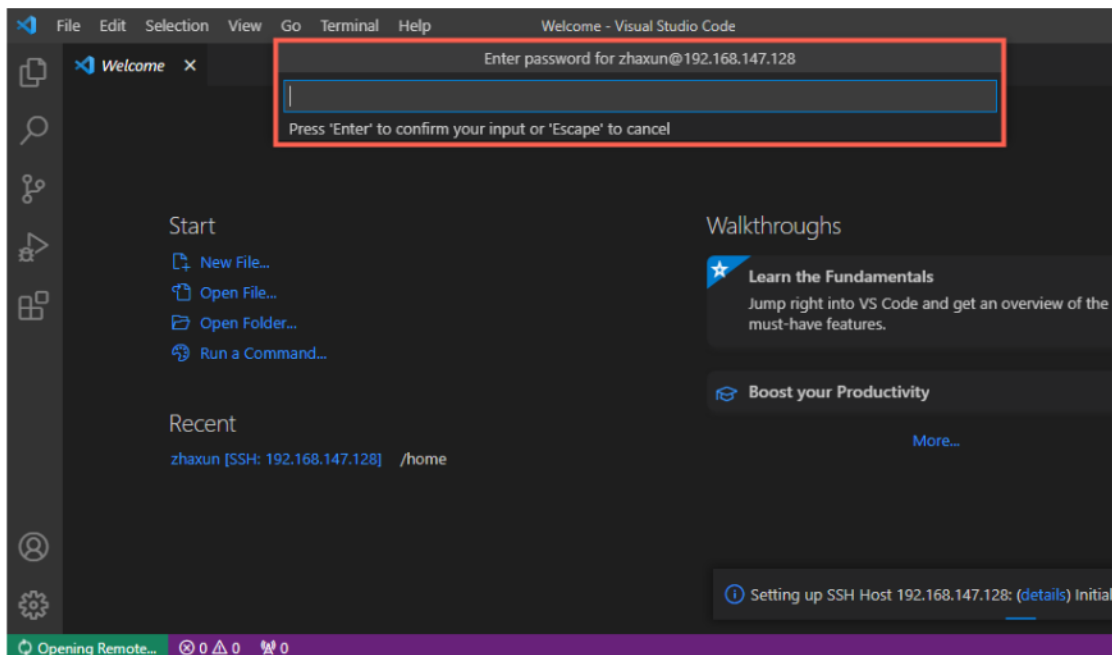 File Edit Selection View Go Terminal Help Welcome - Visual Studio Code
Welcome
Enter password for zhaxun@192.168.147.128
Press 'Enter' to confirm your input or 'Escape' to cancel
Start
New File...
Open File...
Open Folder...
Run a Command...
Recent
zhaxun [SSH: 192.168.147.128] /home
Walkthroughs
Learn the Fundamentals
Jump right into VS Code and get an overview of the
must-have features.
Boost your Productivity
More...
Setting up SSH Host 192.168.147.128: (details) Initial
Opening Remote... 0 0 0